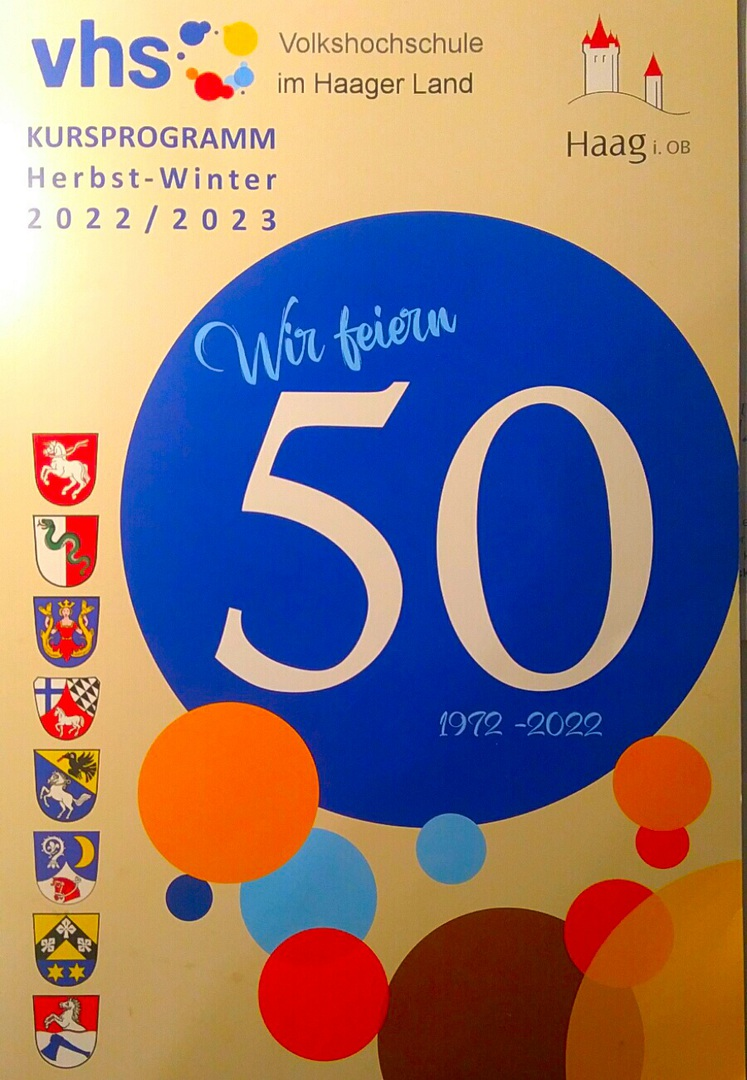 vhs
Volkshochschule
im Haager Land
Haag i. OB
KURSPROGRAMM
Herbst-Winter
2022/2023
Wir feiern
50
1972 -2022